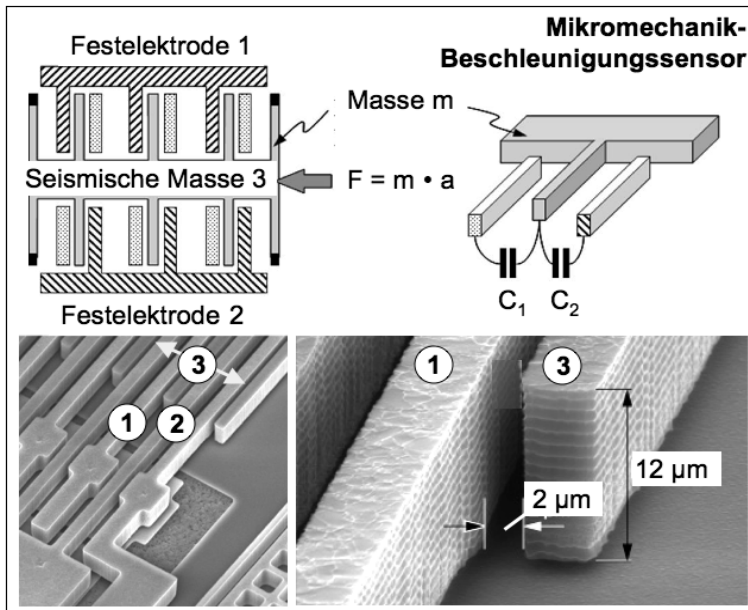 Mikromechanik-
Beschleunigungssensor
Festelektrode 1
Masse m
Seismische Masse 3
F = m • a
C₁ C₂
Festelektrode 2
3
1
2
1
3
12 µm
2 µm